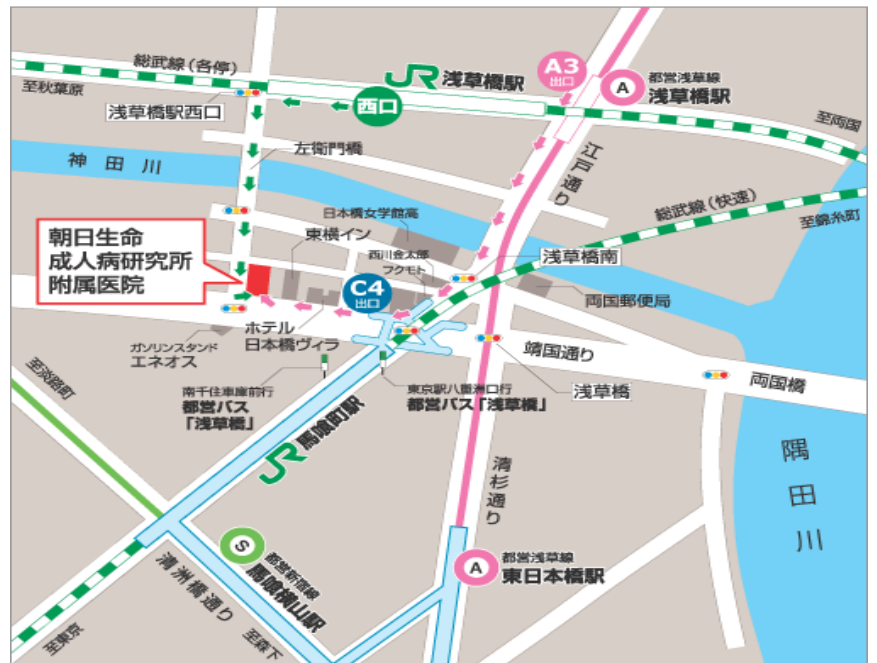 総武線（各停）
至秋葉原
浅草橋駅西口
JR 浅草橋駅
西口
A3
出口
A
都営浅草線
浅草橋駅
至両国
神田川
左衛門橋
江戸通り
総武線（快速）
至錦糸町
日本橋女学館高
東横イン
西川金太郎
フクモト
浅草橋南
両国郵便局
朝日生命
成人病研究所
附属医院
C4
出口
ホテル
日本橋ヴィラ
ガソリンスタンド
エネオス
靖国通り
両国橋
浅草橋
至淡路町
南千住車庫前行
都営バス
「浅草橋」
東京駅八重洲口行
都営バス「浅草橋」
JR 馬喰町駅
清杉通り
隅田川
S
都営新宿線
馬喰横山駅
清洲橋通り
A
都営浅草線
東日本橋駅
至東京
至森下